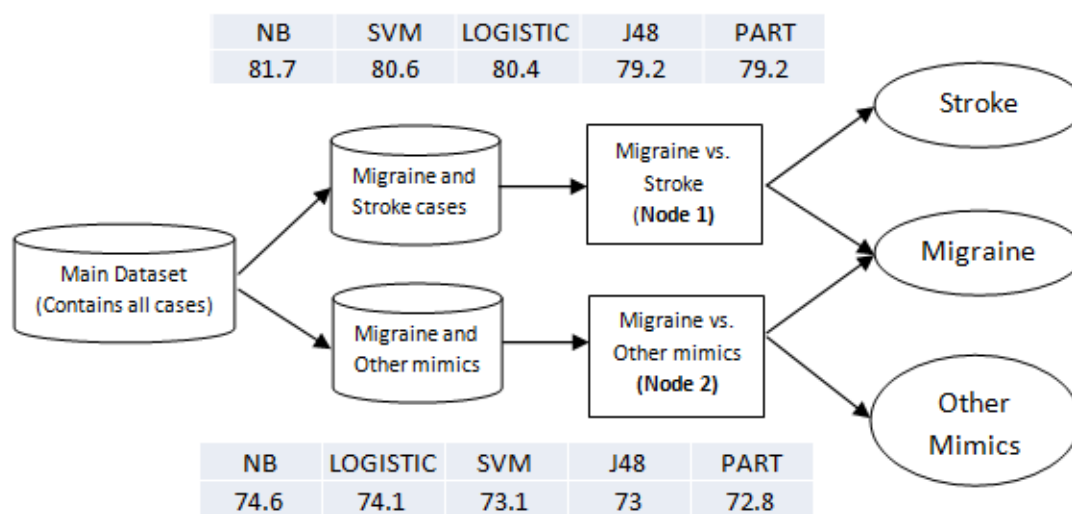 NB SVM LOGISTIC J48 PART
81.7 80.6 80.4 79.2 79.2
Stroke
Migraine and
Stroke cases
Migraine vs.
Stroke
(Node 1)
Migraine
Main Dataset
(Contains all cases)
Migraine and
Other mimics
Migraine vs.
Other mimics
(Node 2)
Other
Mimics
NB LOGISTIC SVM J48 PART
74.6 74.1 73.1 73 72.8